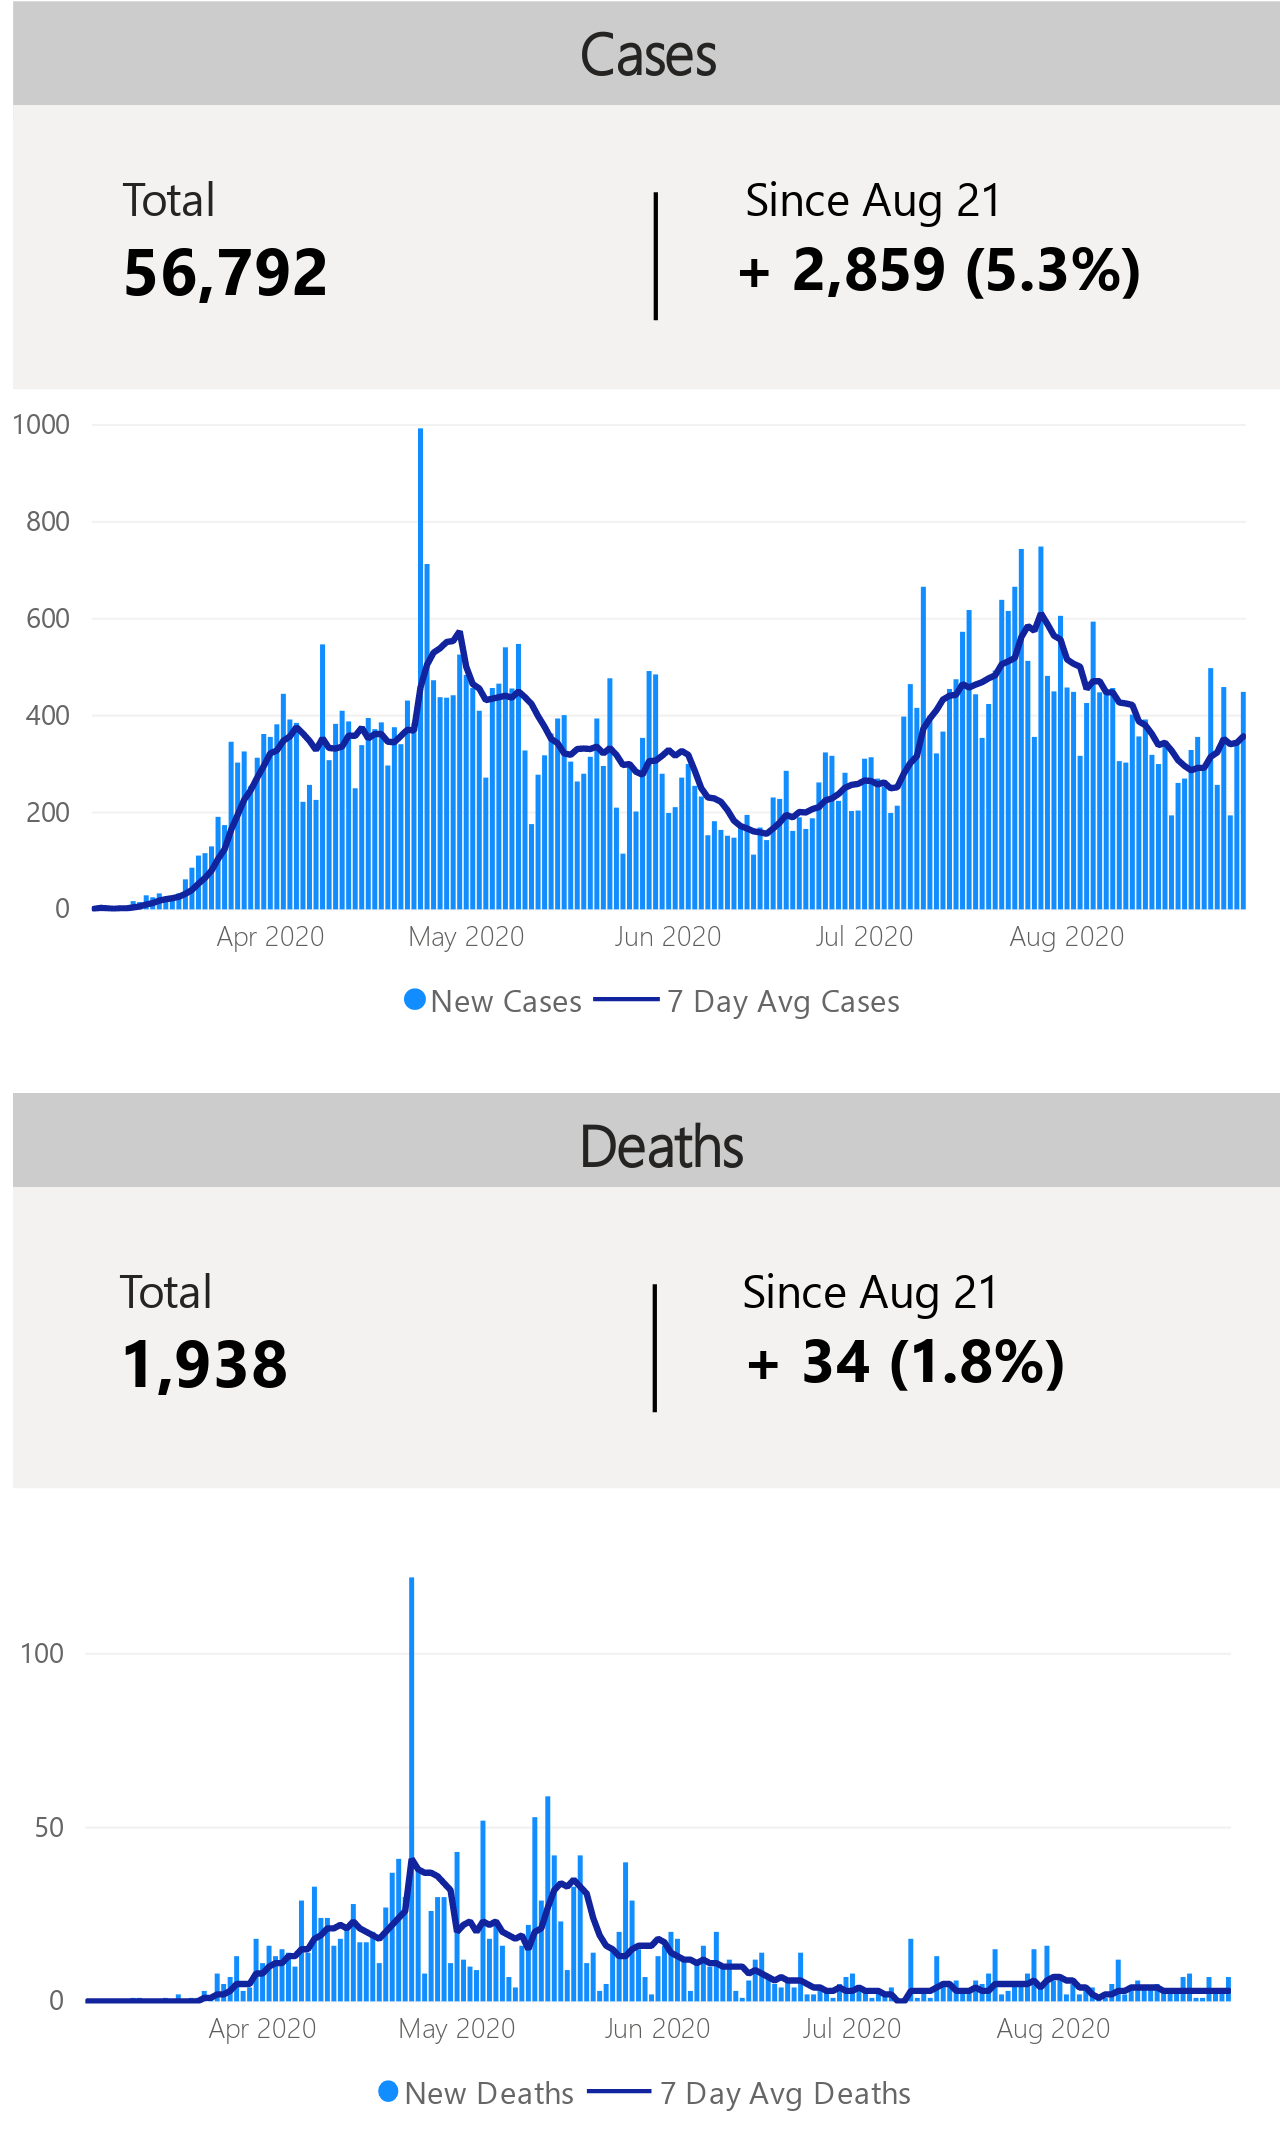 Cases
Total
Since Aug 21
56,792
+ 2,859 (5.3%)
1000
800
600
400
200
0
Apr 2020
May 2020
Jun 2020
Jul 2020
Aug 2020
New Cases
7 Day Avg Cases
Deaths
Total
Since Aug 21
1,938
+ 34 (1.8%)
100
50
0
Apr 2020
May 2020
Jun 2020
Jul 2020
Aug 2020
New Deaths
7 Day Avg Deaths